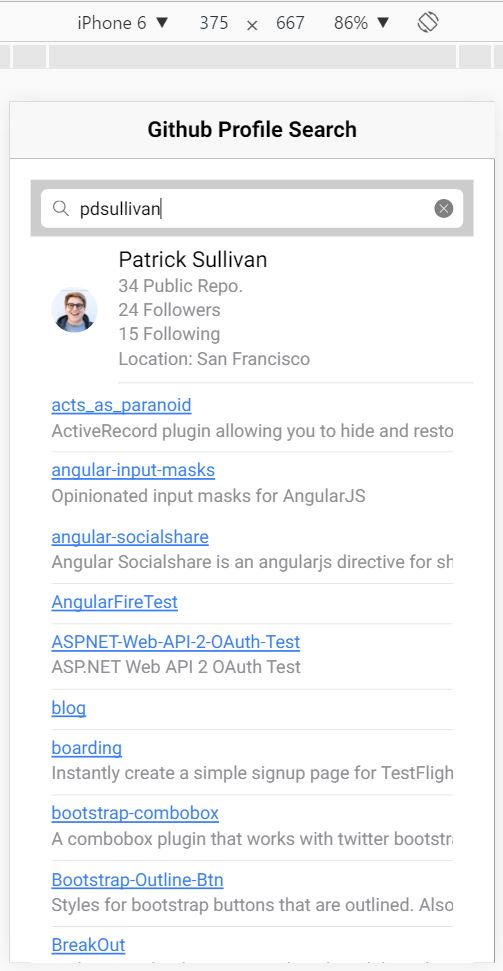 iPhone 6 ▼ 375 × 667 86% ▼
Github Profile Search
pdsullivan
Patrick Sullivan
34 Public Repo.
24 Followers
15 Following
Location: San Francisco
acts_as_paranoid
ActiveRecord plugin allowing you to hide and resto
angular-input-masks
Opinionated input masks for AngularJS
angular-socialshare
Angular Socialshare is an angularjs directive for sh
AngularFireTest
ASPNET-Web-API-2-OAuth-Test
ASP.NET Web API 2 OAuth Test
blog
boarding
Instantly create a simple signup page for TestFligh
bootstrap-combobox
A combobox plugin that works with twitter bootstra
Bootstrap-Outline-Btn
Styles for bootstrap buttons that are outlined. Also
BreakOut